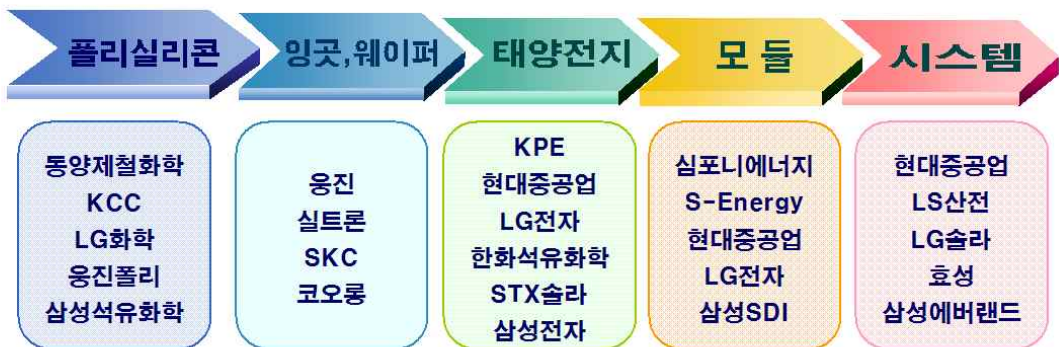 폴리실리콘
잉곳,웨이퍼
태양전지
모듈
시스템
동양제철화학
KCC
LG화학
웅진폴리
삼성석유화학
웅진
실트론
SKC
코오롱
KPE
현대중공업
LG전자
한화석유화학
STX솔라
삼성전자
심포니에너지
S-Energy
현대중공업
LG전자
삼성SDI
현대중공업
LS산전
LG솔라
효성
삼성에버랜드